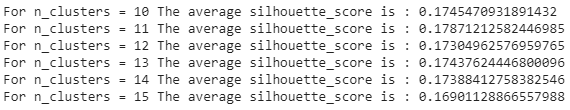 For n_clusters = 10 The average silhouette_score is : 0.1745470931891432
For n_clusters = 11 The average silhouette_score is : 0.17871212582446985
For n_clusters = 12 The average silhouette_score is : 0.17304962576959765
For n_clusters = 13 The average silhouette_score is : 0.17437624446800096
For n_clusters = 14 The average silhouette_score is : 0.17388412758382546
For n_clusters = 15 The average silhouette_score is : 0.16901128866557988